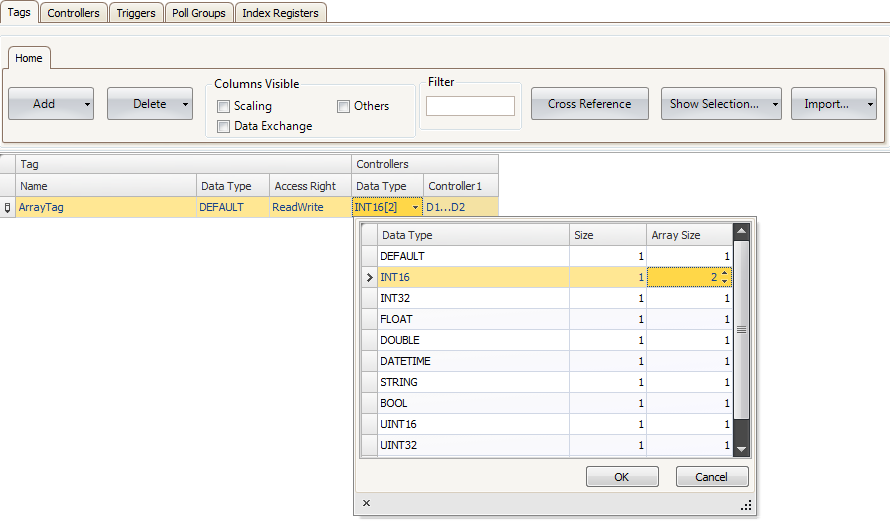 Tags Controllers Triggers Poll Groups Index Registers
Home
Add Delete Columns Visible Scaling Others Data Exchange Filter Cross Reference Show Selection... Import...
Tag Controllers
Name Data Type Access Right Data Type Controller1
ArrayTag DEFAULT ReadWrite INT16[2] D1...D2
Data Type Size Array Size
DEFAULT 1 1
INT16 1 2
INT32 1 1
FLOAT 1 1
DOUBLE 1 1
DATETIME 1 1
STRING 1 1
BOOL 1 1
UINT16 1 1
UINT32 1 1
OK Cancel